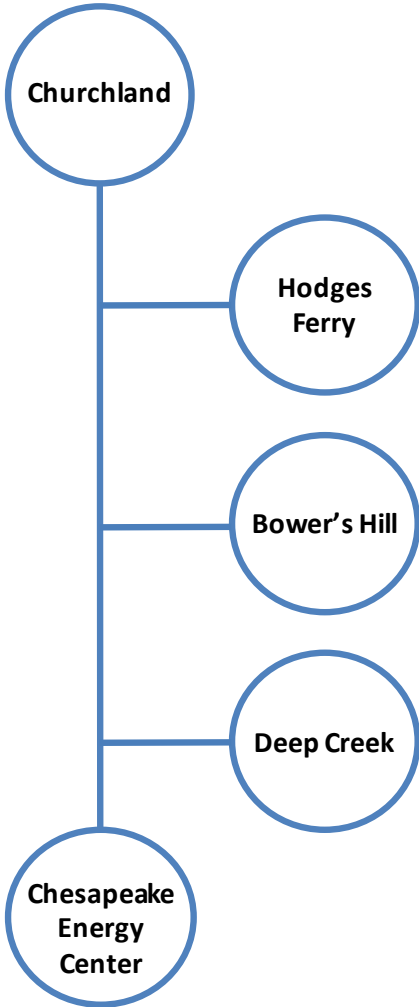 Churchland
Hodges
Ferry
Bower’s Hill
Deep Creek
Chesapeake
Energy
Center